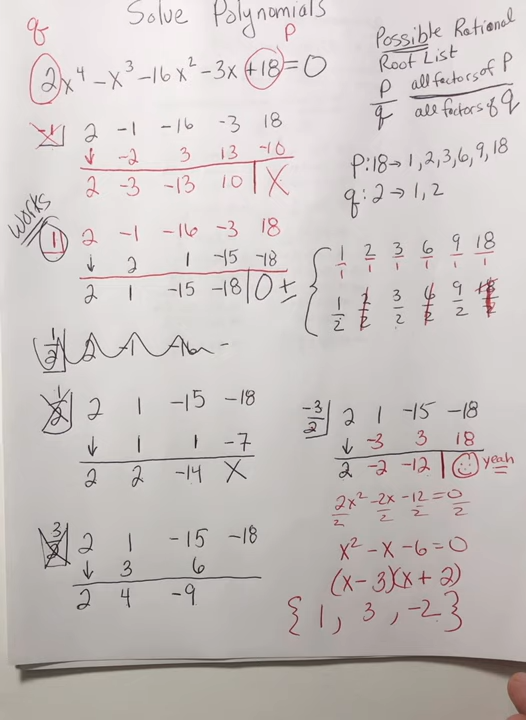 Solve Polynomials
q
P
2x⁴ - x³ - 16x² - 3x + 18 = 0
-1 2 -1 -16 -3 18
↓ -2 3 13 -10
2 -3 -13 10 X
Works
1 2 -1 -16 -3 18
↓ 2 1 -15 -18
2 1 -15 -18 0 ±
1/2 2 -1 -16 -
1/2 2 1 -15 -18
↓ 1 1 -7
2 2 -14 X
3/2 2 1 -15 -18
↓ 3 6
2 4 -9
Possible Rational
Root List
P/q all factors of P / all factors of q
P: 18 → 1, 2, 3, 6, 9, 18
q: 2 → 1, 2
1/1 2/1 3/1 6/1 9/1 18/1
1/2 2/2 3/2 6/2 9/2 18/2
-3/2 2 1 -15 -18
↓ -3 3 18
2 -2 -12 yeah
2x²/2 - 2x/2 - 12/2 = 0/2
x² - x - 6 = 0
(x - 3)(x + 2)
{ 1, 3, -2 }